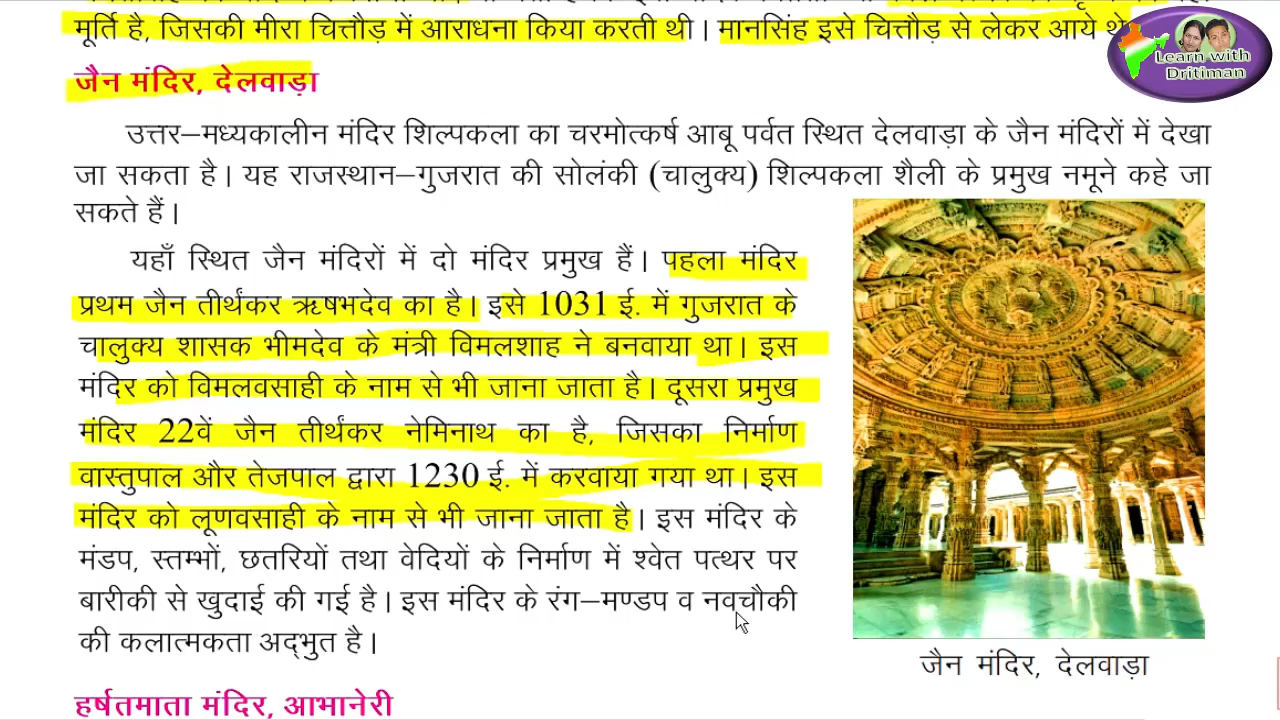 मूर्ति है, जिसकी मीरा चित्तौड़ में आराधना किया करती थी। मानसिंह इसे चित्तौड़ से लेकर आये थे
Learn with
Dritiman
जैन मंदिर, देलवाड़ा
उत्तर–मध्यकालीन मंदिर शिल्पकला का चरमोत्कर्ष आबू पर्वत स्थित देलवाड़ा के जैन मंदिरों में देखा
जा सकता है। यह राजस्थान–गुजरात की सोलंकी (चालुक्य) शिल्पकला शैली के प्रमुख नमूने कहे जा
सकते हैं।
यहाँ स्थित जैन मंदिरों में दो मंदिर प्रमुख हैं। पहला मंदिर
प्रथम जैन तीर्थंकर ऋषभदेव का है। इसे 1031 ई. में गुजरात के
चालुक्य शासक भीमदेव के मंत्री विमलशाह ने बनवाया था। इस
मंदिर को विमलवसाही के नाम से भी जाना जाता है। दूसरा प्रमुख
मंदिर 22वें जैन तीर्थंकर नेमिनाथ का है, जिसका निर्माण
वास्तुपाल और तेजपाल द्वारा 1230 ई. में करवाया गया था। इस
मंदिर को लूणवसाही के नाम से भी जाना जाता है। इस मंदिर के
मंडप, स्तम्भों, छतरियों तथा वेदियों के निर्माण में श्वेत पत्थर पर
बारीकी से खुदाई की गई है। इस मंदिर के रंग–मण्डप व नवचौकी
की कलात्मकता अद्भुत है।
जैन मंदिर, देलवाड़ा
हर्षतमाता मंदिर, आभानेरी